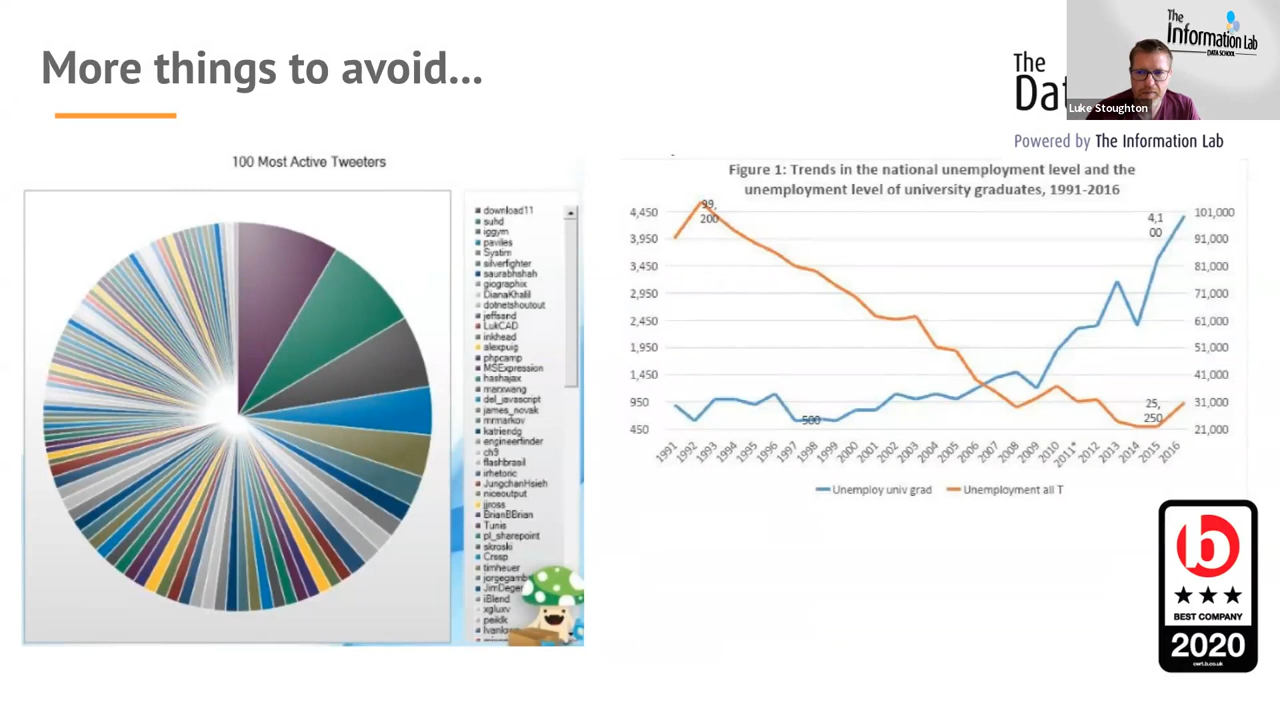 More things to avoid...
The
Information Lab
DATA SCHOOL
Luke Stoughton
The
Dat
Powered by The Information Lab
100 Most Active Tweeters
download11
suhd
iggym
paviles
Systim
silverfighter
saurabhshah
giographix
DianaKhalil
dotnetshoutout
jeffsand
LukCAD
inkhead
alexpuig
phpcamp
MSExpression
hashajax
marxwang
del_javascript
james_novak
mrmarkov
katriendg
engineerfinder
ch9
flashbrasil
irhetoric
JungchanHsieh
niceoutput
jjross
BrianBBrian
Tunis
pl_sharepoint
skroski
Crssp
timheuer
jorgegamb
JimDeger
iBlend
xgluxv
peiklk
Figure 1: Trends in the national unemployment level and the
unemployment level of university graduates, 1991-2016
4,450
3,950
3,450
2,950
2,450
1,950
1,450
950
450
99,
200
500
4,1
00
25,
250
101,000
91,000
81,000
71,000
61,000
51,000
41,000
31,000
21,000
1991 1992 1993 1994 1995 1996 1997 1998 1999 2000 2001 2002 2003 2004 2005 2006 2007 2008 2009 2010 2011* 2012 2013 2014 2015 2016
Unemploy univ grad Unemployment all T
b
BEST COMPANY
2020